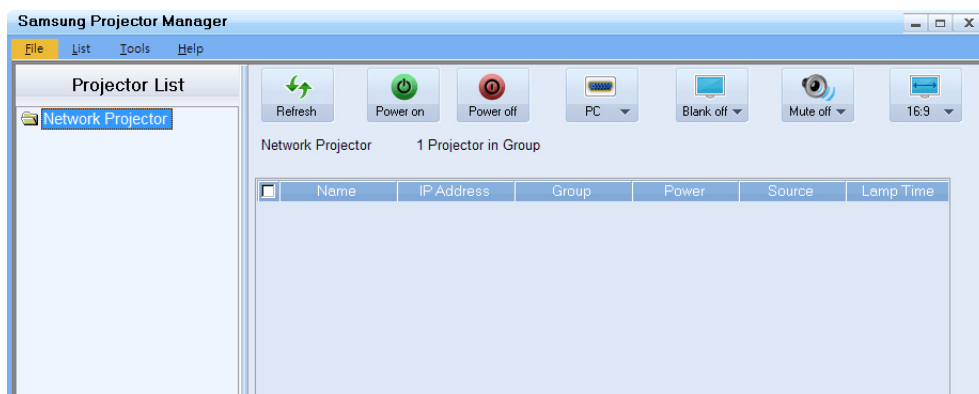 Samsung Projector Manager
File List Tools Help
Projector List
Network Projector
Refresh Power on Power off PC Blank off Mute off 16:9
Network Projector 1 Projector in Group
Name IP Address Group Power Source Lamp Time